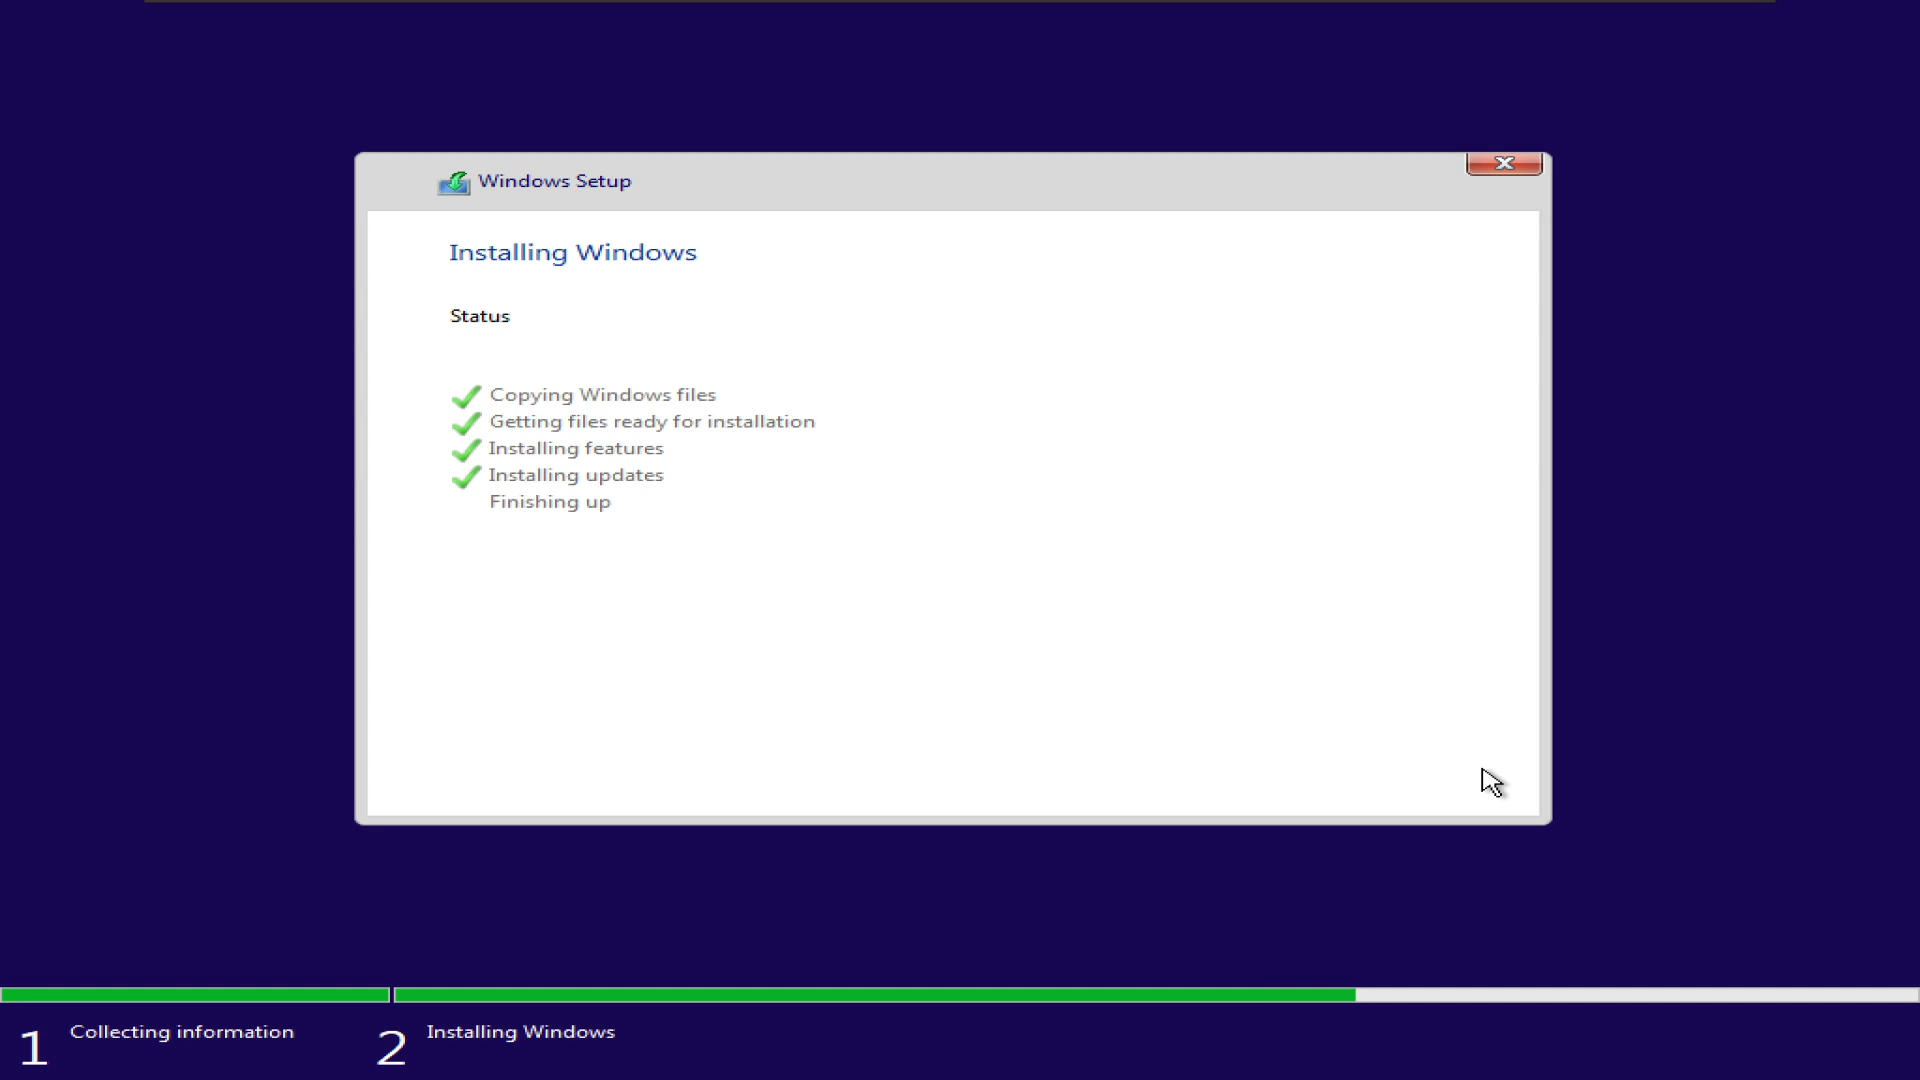 Windows Setup
Installing Windows
Status
Copying Windows files
Getting files ready for installation
Installing features
Installing updates
Finishing up
1 Collecting information
2 Installing Windows